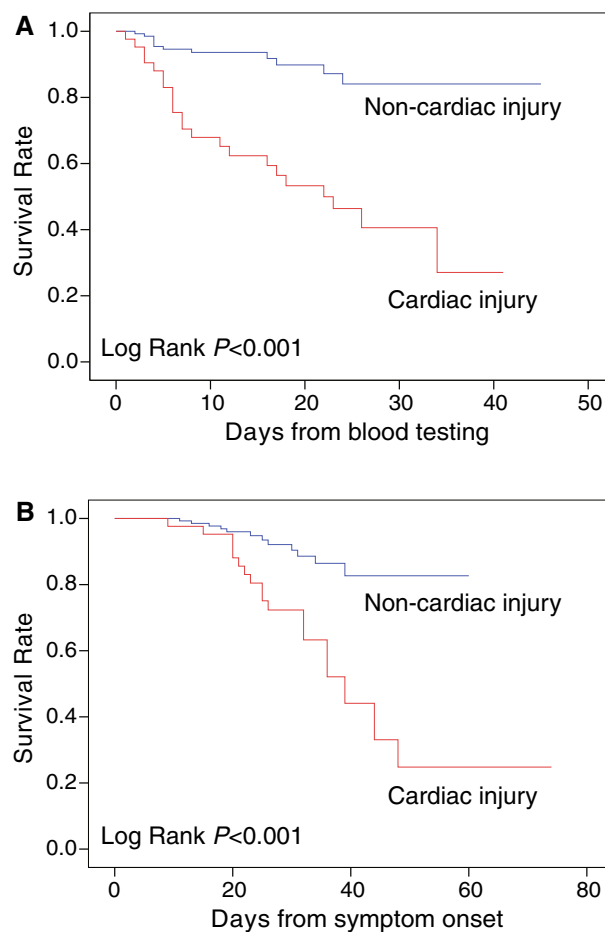 A
1.0
0.8
0.6
0.4
0.2
0.0
Survival Rate
Non-cardiac injury
Cardiac injury
Log Rank P<0.001
0 10 20 30 40 50
Days from blood testing
B
1.0
0.8
0.6
0.4
0.2
0.0
Survival Rate
Non-cardiac injury
Cardiac injury
Log Rank P<0.001
0 20 40 60 80
Days from symptom onset